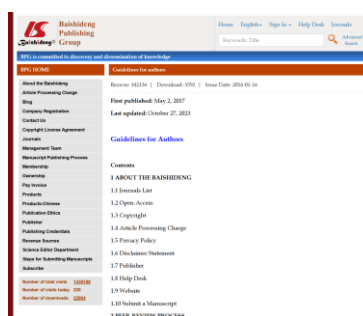 Baishideng
Publishing
Baishideng® Group
Home English Sign In Help Desk Journals
Keywords, Title
Advanced
Search
BPG is committed to discovery and dissemination of knowledge
BPG HOME
Guidelines for authors
About the Baishideng
Article Processing Charge
Blog
Company Registration
Contact Us
Copyright License Agreement
Journals
Management Team
Manuscript Publishing Process
Membership
Ownership
Pay Invoice
Products
Products-Chinese
Publication Ethics
Publisher
Publishing Credentials
Revenue Sources
Science Editor Department
Steps for Submitting Manuscripts
Subscribe
Number of total visits
Number of visits today
Number of downloads
Browse: | Download: | Issue Date: 2016-01-16
First published: May 2, 2017
Last updated: October 27, 2023
Guidelines for Authors
Contents
1 ABOUT THE BAISHIDENG
1.1 Journals List
1.2 Open-Access
1.3 Copyright
1.4 Article Processing Charge
1.5 Privacy Policy
1.6 Disclaimer Statement
1.7 Publisher
1.8 Help Desk
1.9 Website
1.10 Submit a Manuscript
2 PEER REVIEW PROCESS